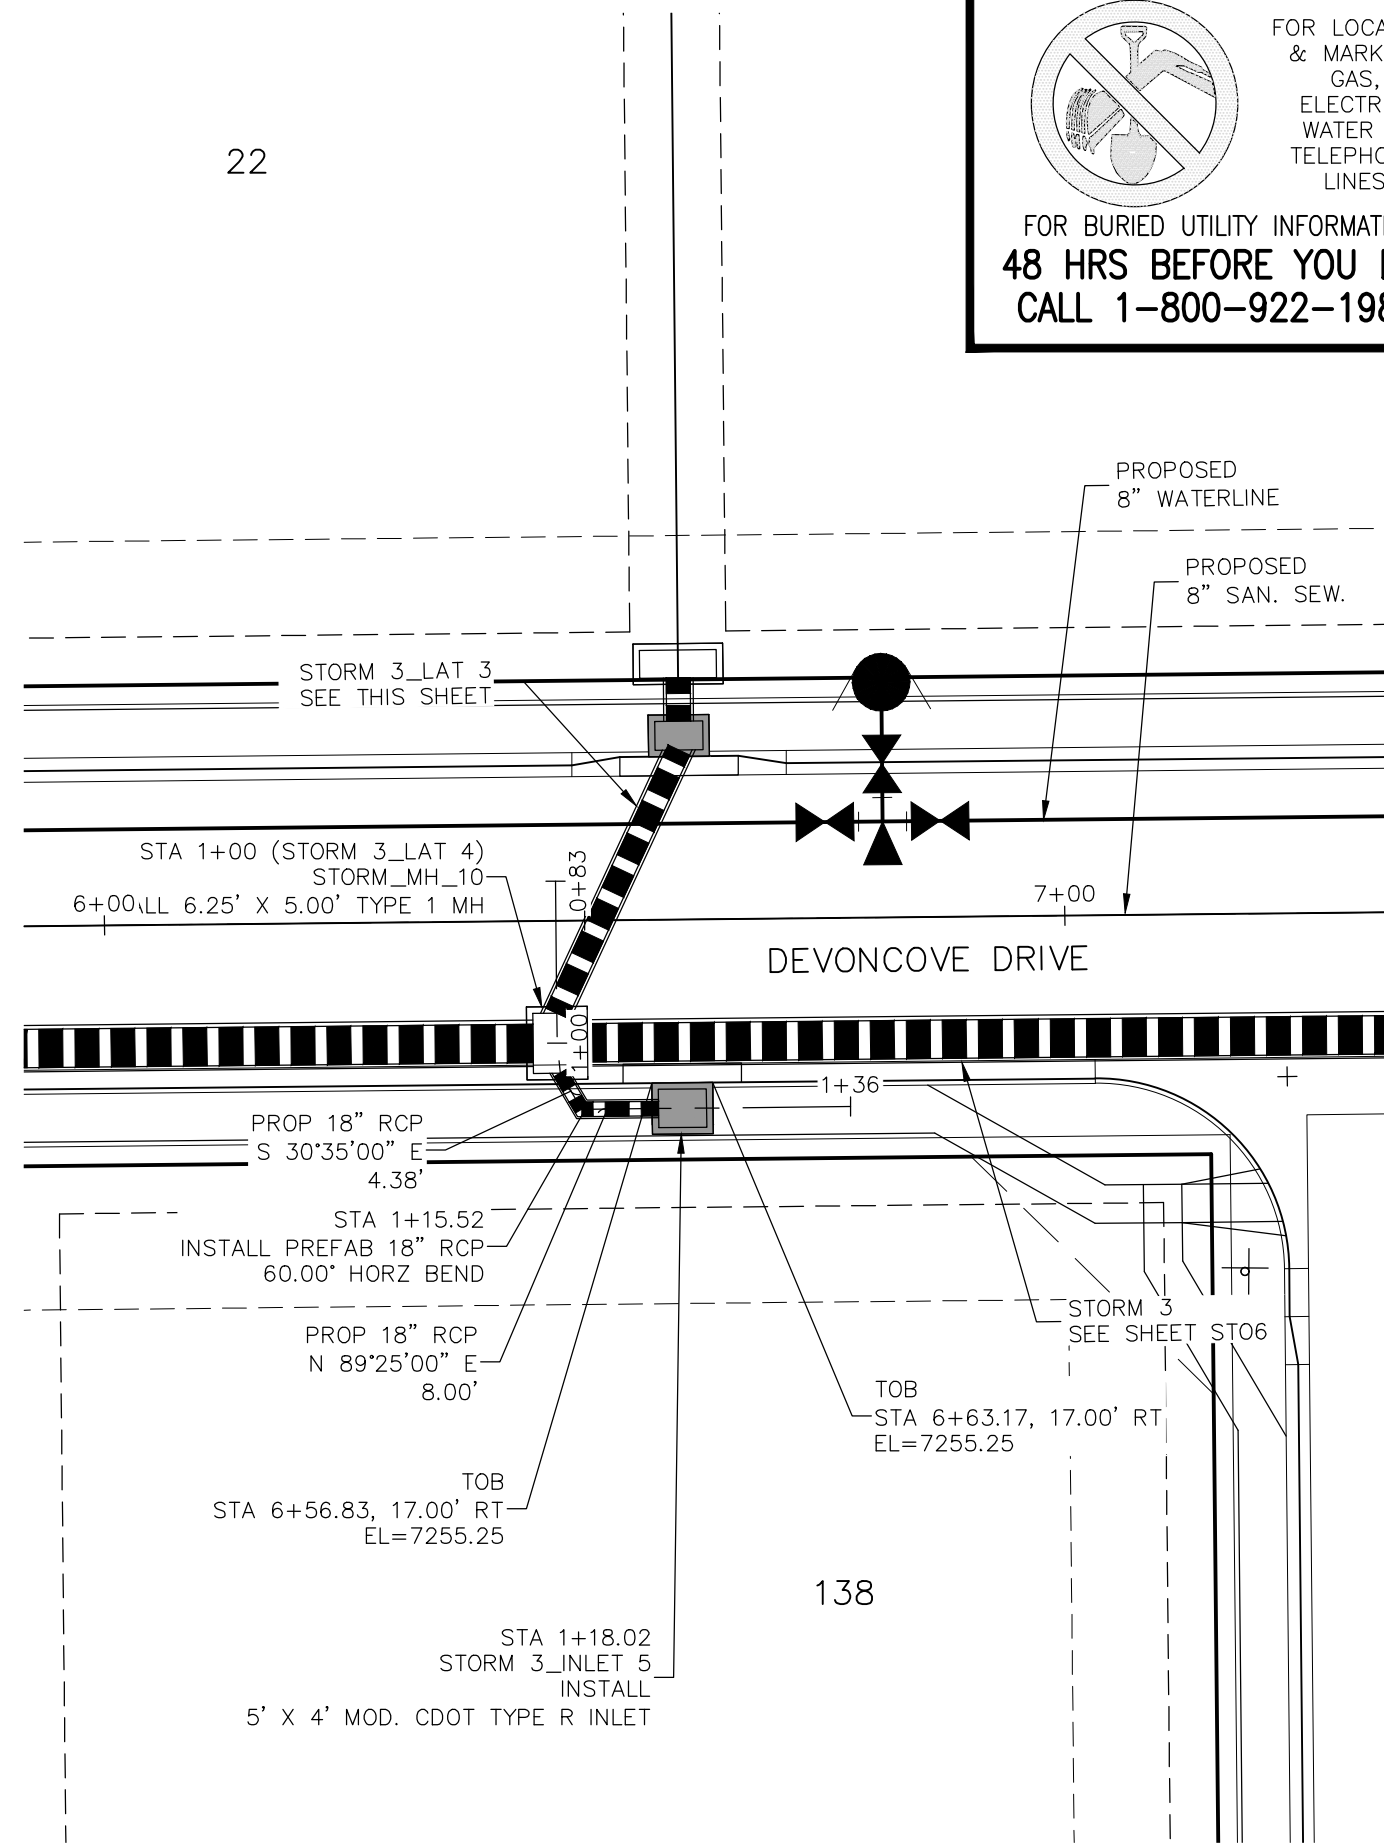 FOR LOCA
& MARK
GAS,
ELECTR
WATER
TELEPHO
LINES
FOR BURIED UTILITY INFORMATI
48 HRS BEFORE YOU
CALL 1-800-922-198
22
PROPOSED
8" WATERLINE
PROPOSED
8" SAN. SEW.
STORM 3_LAT 3
SEE THIS SHEET
STA 1+00 (STORM 3_LAT 4)
STORM_MH_10
6+00
LL 6.25' X 5.00' TYPE 1 MH
0+83
7+00
DEVONCOVE DRIVE
1+00
1+36
PROP 18" RCP
S 30°35'00" E
4.38'
STA 1+15.52
INSTALL PREFAB 18" RCP
60.00° HORZ BEND
PROP 18" RCP
N 89°25'00" E
8.00'
STORM 3
SEE SHEET ST06
TOB
STA 6+63.17, 17.00' RT
EL=7255.25
TOB
STA 6+56.83, 17.00' RT
EL=7255.25
138
STA 1+18.02
STORM 3_INLET 5
INSTALL
5' X 4' MOD. CDOT TYPE R INLET